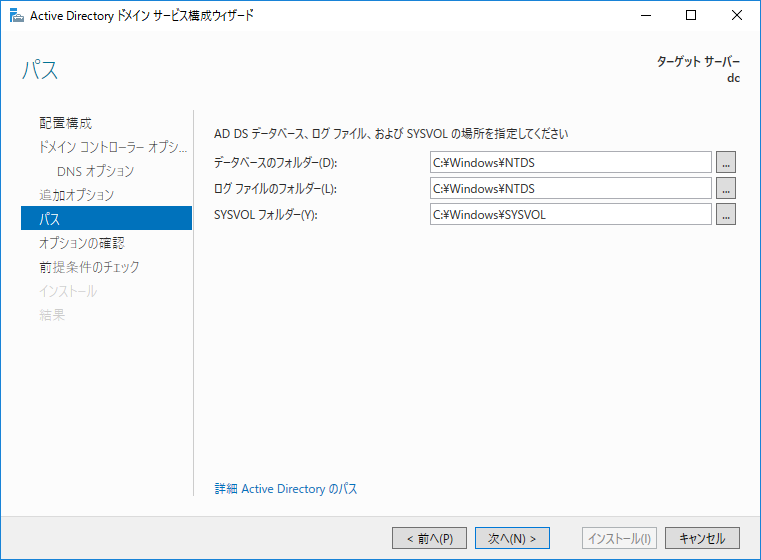 Active Directory ドメイン サービス構成ウィザード
パス
ターゲット サーバー
dc
配置構成
ドメイン コントローラー オプシ...
DNS オプション
追加オプション
パス
オプションの確認
前提条件のチェック
インストール
結果
AD DS データベース、ログ ファイル、および SYSVOL の場所を指定してください
データベースのフォルダー(D): C:¥Windows¥NTDS ...
ログ ファイルのフォルダー(L): C:¥Windows¥NTDS ...
SYSVOL フォルダー(Y): C:¥Windows¥SYSVOL ...
詳細 Active Directory のパス
< 前へ(P) 次へ(N) > インストール(I) キャンセル